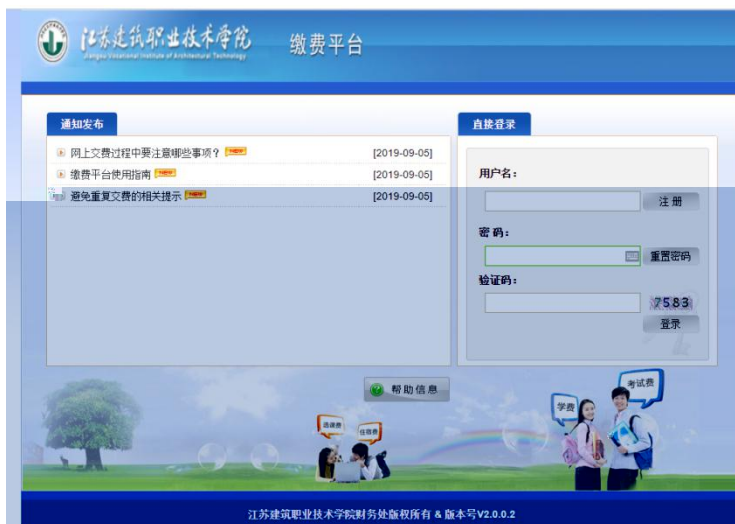 江苏建筑职业技术学院 缴费平台
Jiangsu Vocational Institute of Architectural Technology
通知发布
网上交费过程中要注意哪些事项? NEW [2019-09-05]
缴费平台使用指南 NEW [2019-09-05]
避免重复交费的相关提示 NEW [2019-09-05]
直接登录
用户名:
注 册
密 码:
重置密码
验证码:
7583
登录
帮助信息
选课费
住宿费
学费
考试费
江苏建筑职业技术学院财务处版权所有 & 版本号V2.0.0.2